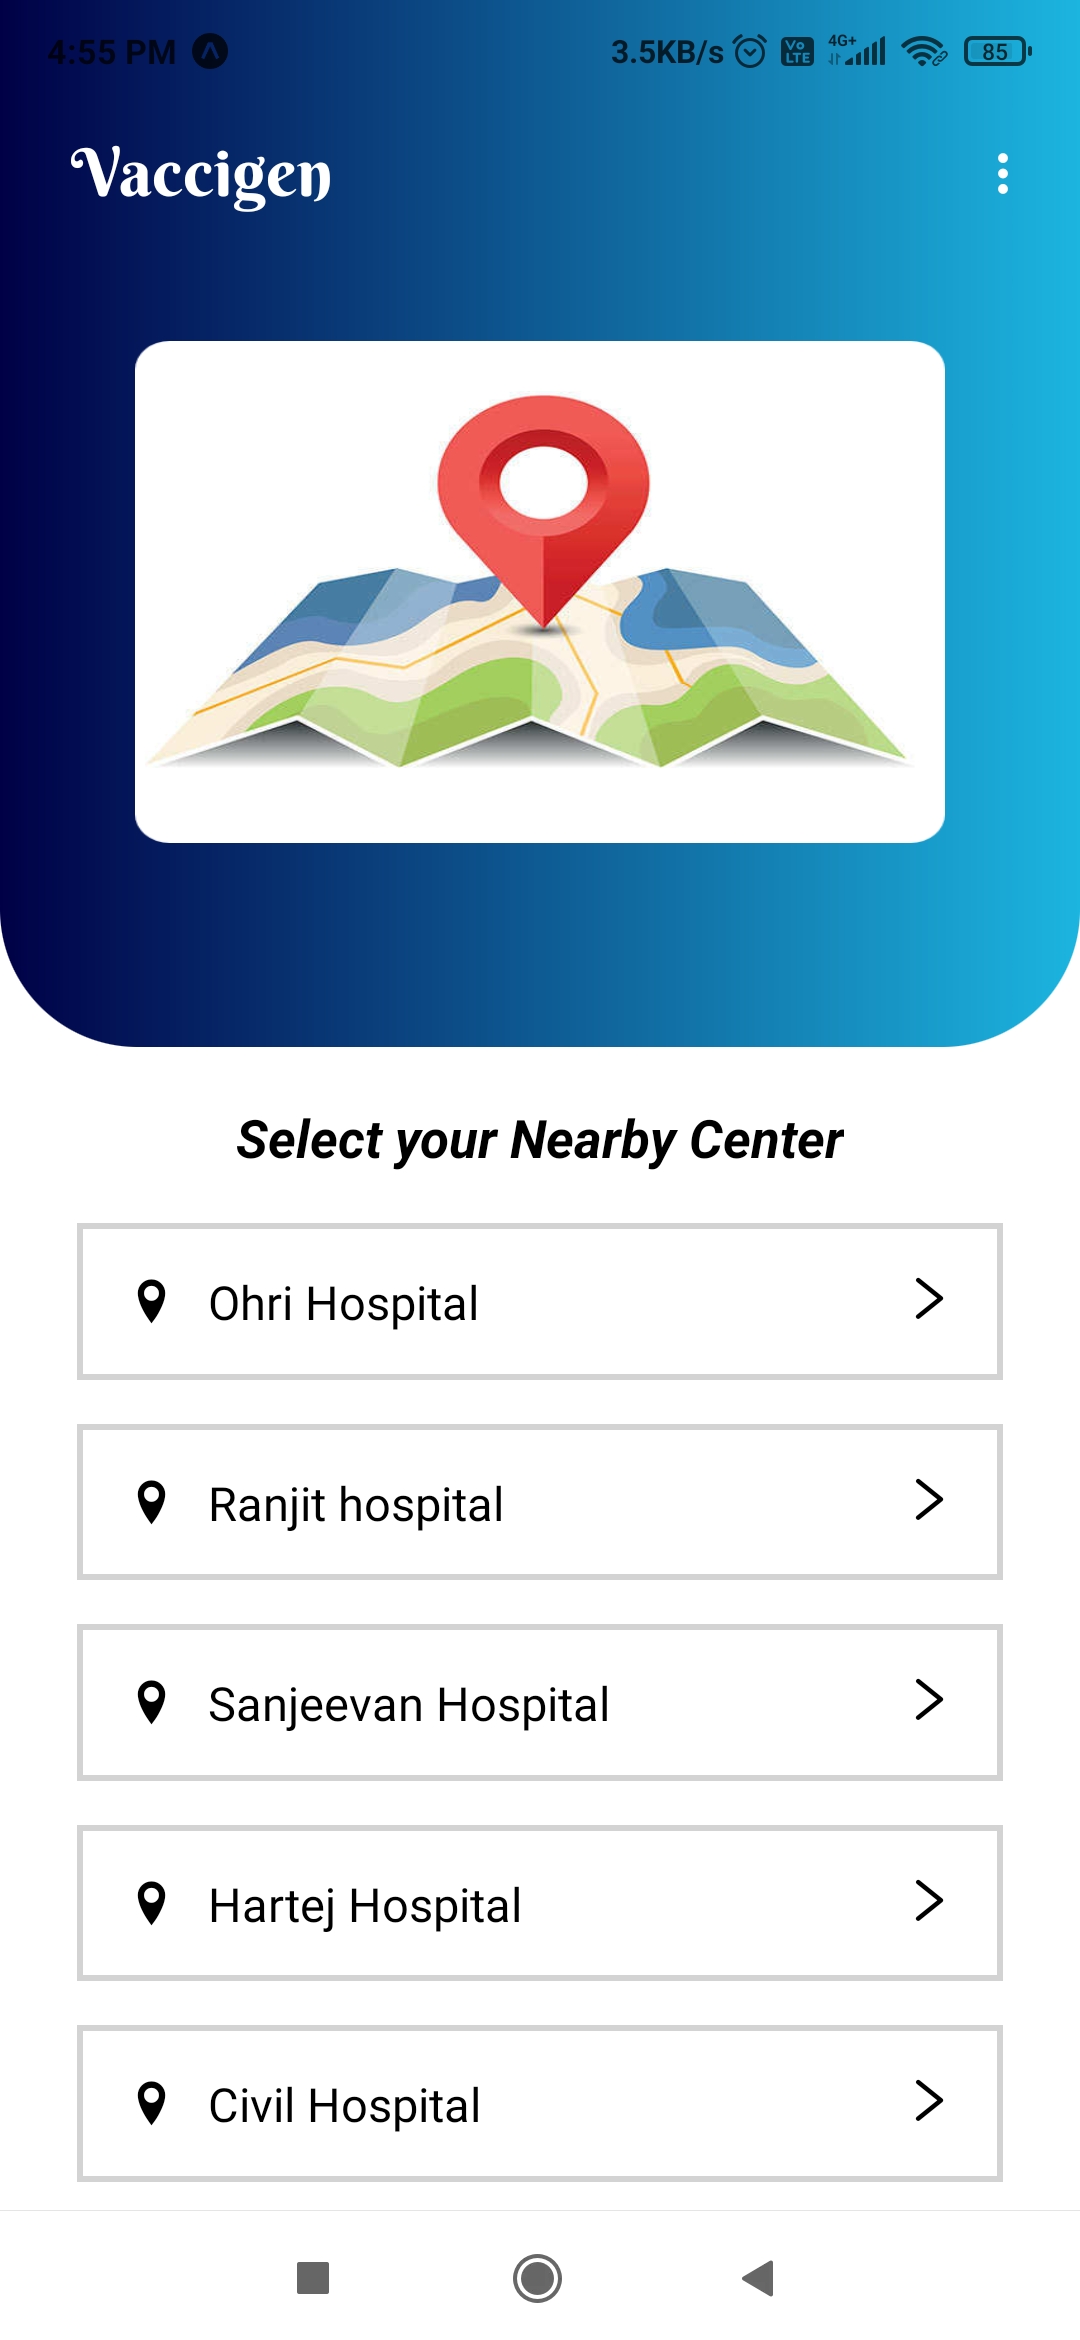 4:55 PM 3.5KB/s Vo LTE 4G+ 85
Vaccigen
Select your Nearby Center
Ohri Hospital
Ranjit hospital
Sanjeevan Hospital
Hartej Hospital
Civil Hospital